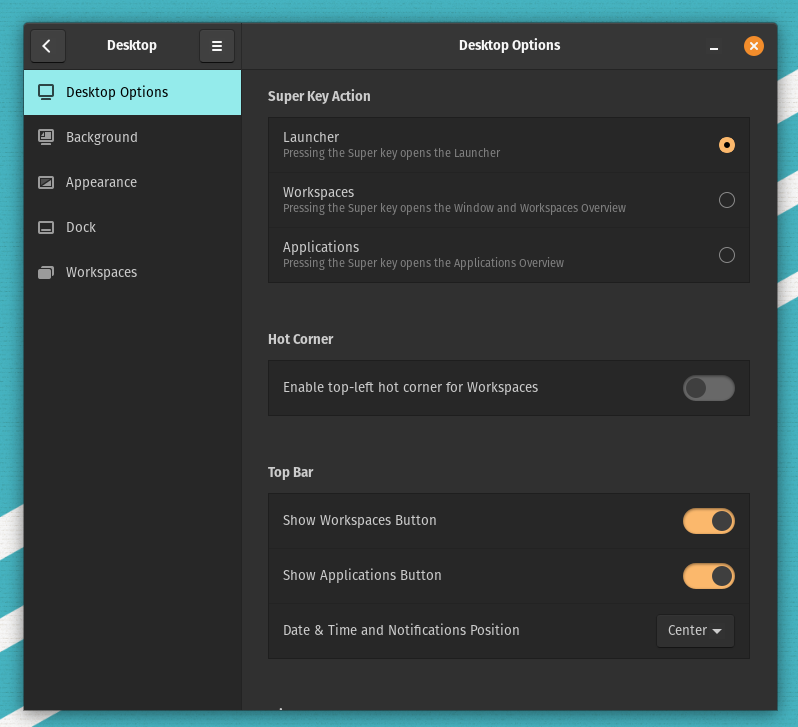 Desktop
Desktop Options
Desktop Options
Background
Appearance
Dock
Workspaces
Super Key Action
Launcher
Pressing the Super key opens the Launcher
Workspaces
Pressing the Super key opens the Window and Workspaces Overview
Applications
Pressing the Super key opens the Applications Overview
Hot Corner
Enable top-left hot corner for Workspaces
Top Bar
Show Workspaces Button
Show Applications Button
Date & Time and Notifications Position
Center